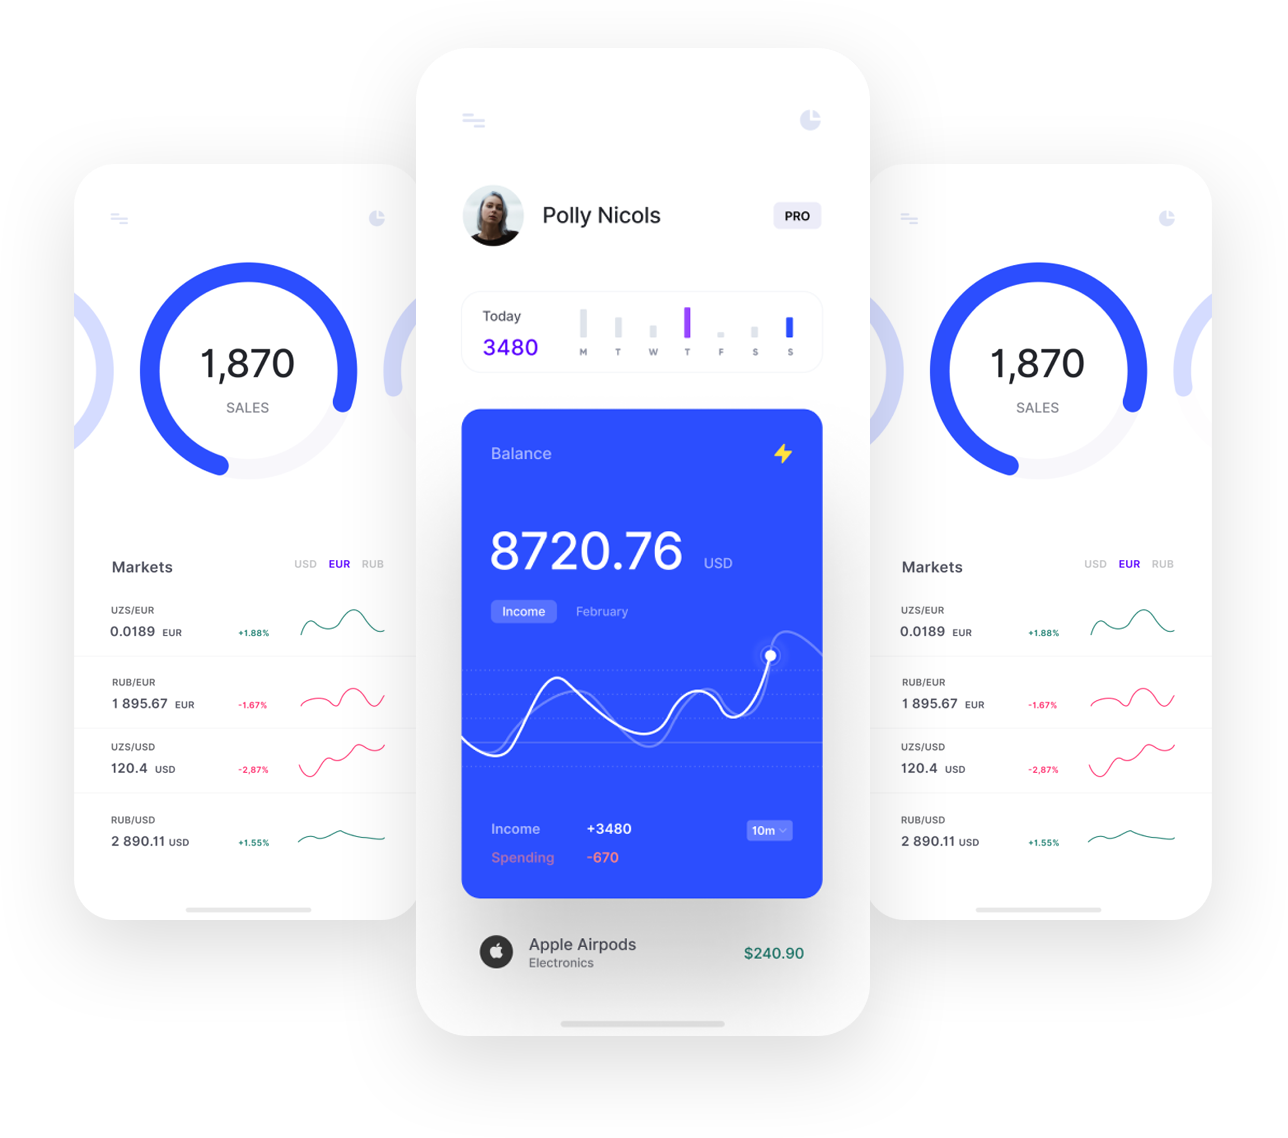 1,870
SALES
Markets USD EUR RUB
UZS/EUR
0.0189 EUR +1.88%
RUB/EUR
1 895.67 EUR -1.67%
UZS/USD
120.4 USD -2,87%
RUB/USD
2 890.11 USD +1.55%
Polly Nicols PRO
Today
3480
M T W T F S S
Balance
8720.76 USD
Income February
Income +3480 10m
Spending -670
Apple Airpods
Electronics
$240.90
1,870
SALES
Markets USD EUR RUB
UZS/EUR
0.0189 EUR +1.88%
RUB/EUR
1 895.67 EUR -1.67%
UZS/USD
120.4 USD -2,87%
RUB/USD
2 890.11 USD +1.55%